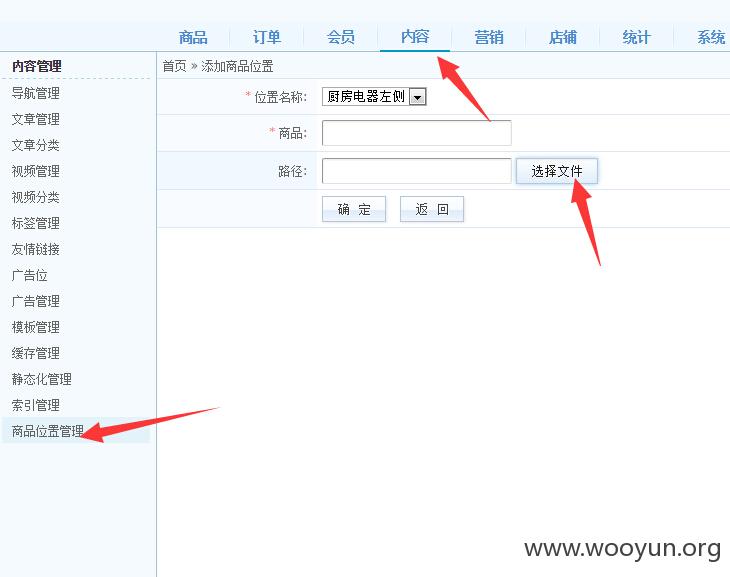 商品 订单 会员 内容 营销 店铺 统计 系统
内容管理
首页 » 添加商品位置
导航管理
* 位置名称: 厨房电器左侧
文章管理
* 商品:
文章分类
视频管理
路径: 选择文件
视频分类
确 定 返 回
标签管理
友情链接
广告位
广告管理
模板管理
缓存管理
静态化管理
索引管理
商品位置管理
www.wooyun.org